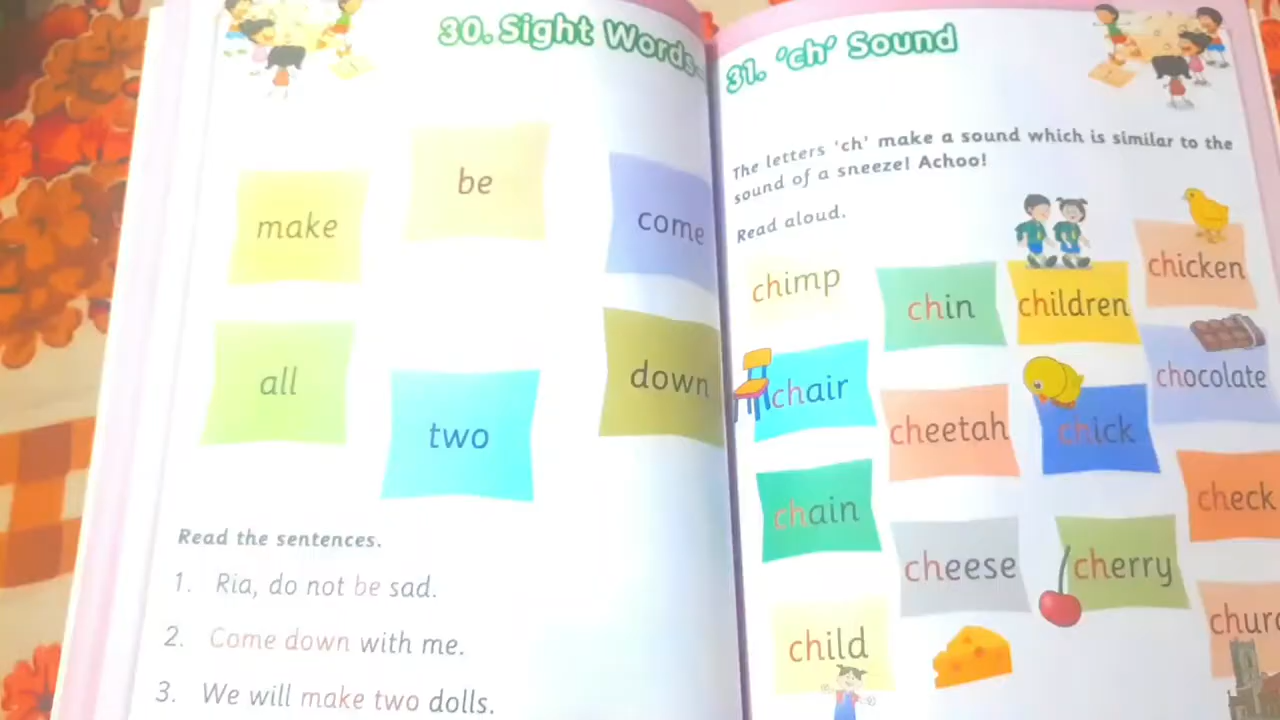 30. Sight Words-
make
be
come
all
two
down
Read the sentences.
1. Ria, do not be sad.
2. Come down with me.
3. We will make two dolls.
31. 'ch' Sound
The letters 'ch' make a sound which is similar to the
sound of a sneeze! Achoo!
Read aloud.
chimp
chin
children
chicken
chair
cheetah
chick
chocolate
chain
cheese
cherry
check
child
churc